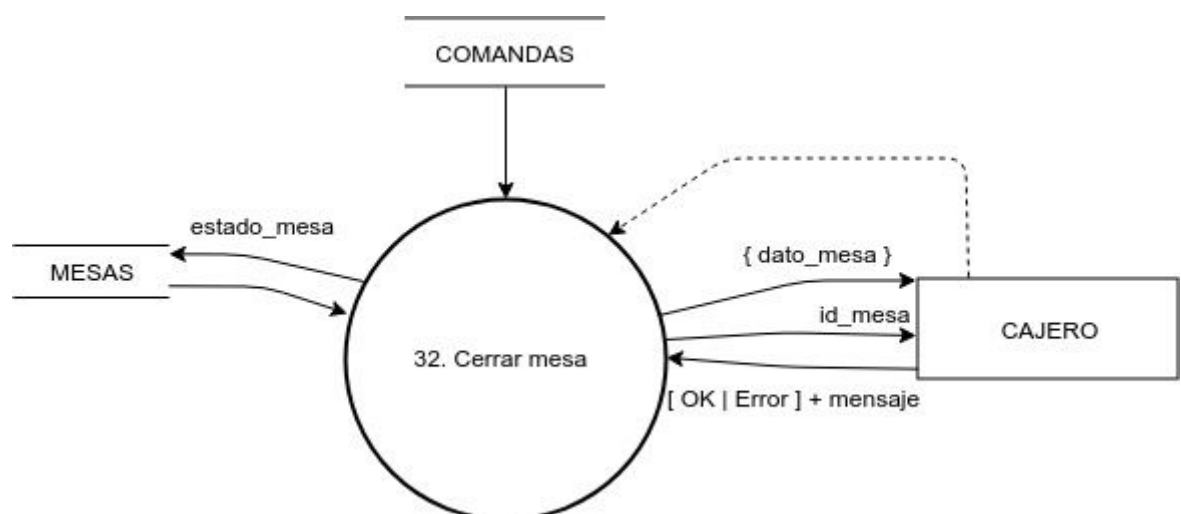 COMANDAS
estado_mesa
MESAS
{ dato_mesa }
id_mesa
CAJERO
32. Cerrar mesa
[ OK | Error ] + mensaje